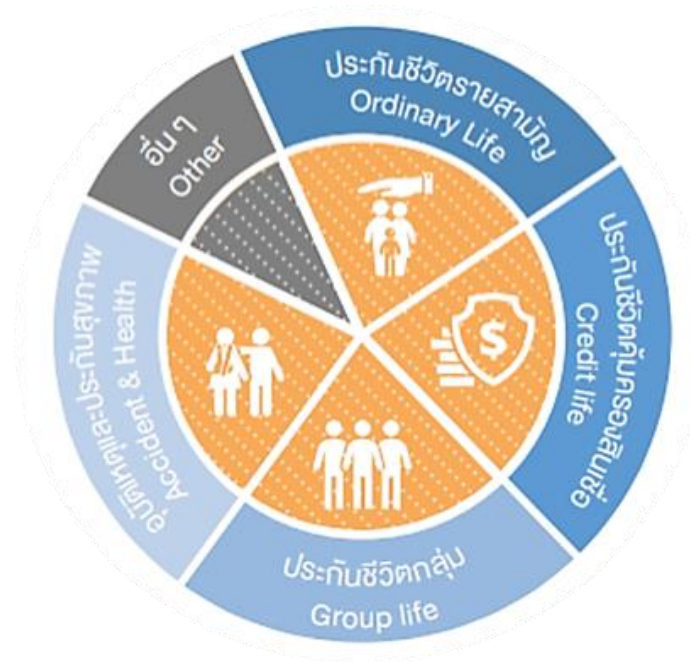 ประกันชีวิตรายสามัญ
Ordinary Life
ประกันชีวิตคุ้มครองสินเชื่อ
Credit life
$
ประกันชีวิตกลุ่ม
Group life
อุบัติเหตุและประกันสุขภาพ
Accident & Health
อื่น ๆ
Other